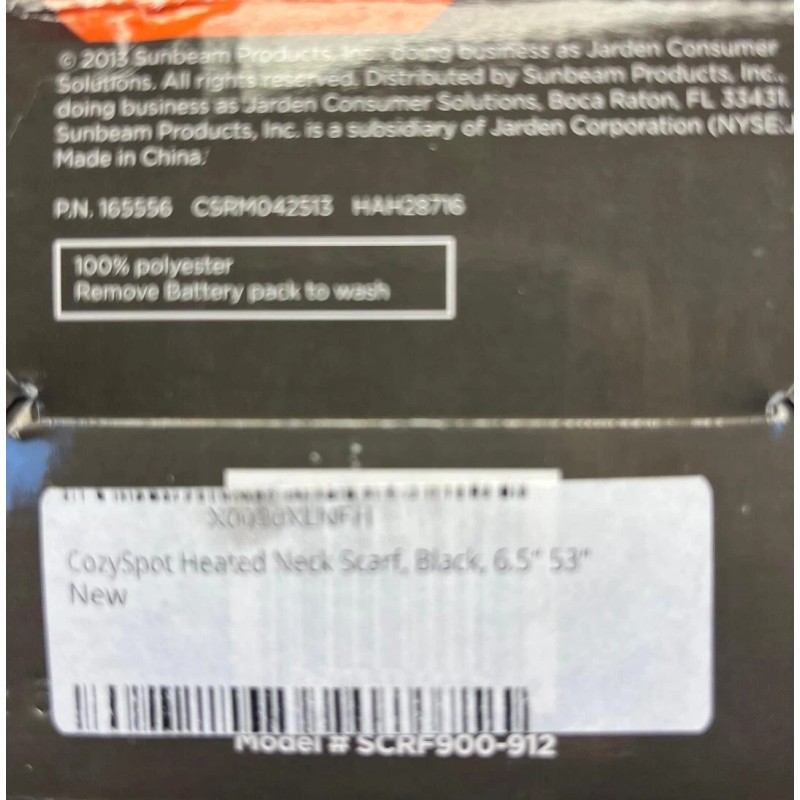 © 2013 Sunbeam Products, Inc. doing business as Jarden Consumer
Solutions. All rights reserved. Distributed by Sunbeam Products, Inc.,
doing business as Jarden Consumer Solutions, Boca Raton, FL 33431.
Sunbeam Products, Inc. is a subsidiary of Jarden Corporation (NYSE:J
Made in China.
P.N. 165556 CSRM042513 HAH28716
100% polyester
Remove Battery pack to wash
CozySpot Heated Neck Scarf, Black, 6.5" 53"
New
Model # SCRF900-912